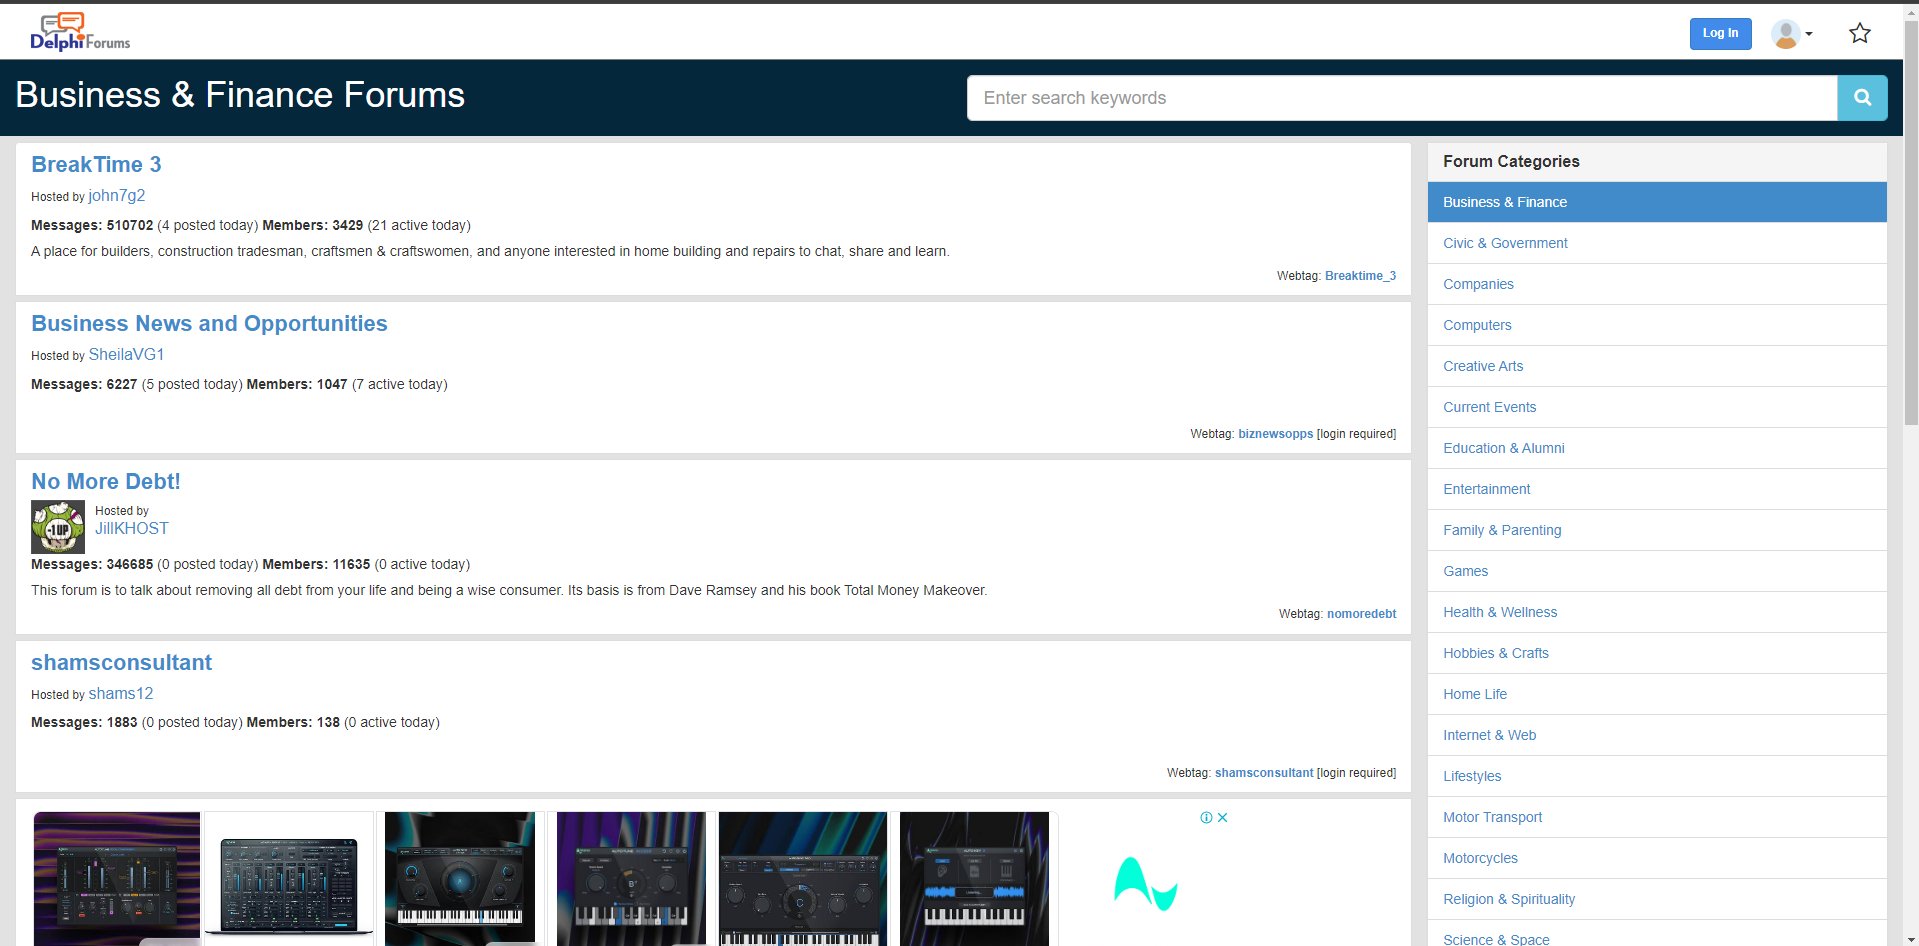 Delphi Forums
Log In
Business & Finance Forums
Enter search keywords
BreakTime 3
Hosted by john7g2
Messages: 510702 (4 posted today) Members: 3429 (21 active today)
A place for builders, construction tradesman, craftsmen & craftswomen, and anyone interested in home building and repairs to chat, share and learn.
Webtag: Breaktime_3
Business News and Opportunities
Hosted by SheilaVG1
Messages: 6227 (5 posted today) Members: 1047 (7 active today)
Webtag: biznewsopps [login required]
No More Debt!
-1UP
Hosted by
JillKHOST
Messages: 346685 (0 posted today) Members: 11635 (0 active today)
This forum is to talk about removing all debt from your life and being a wise consumer. Its basis is from Dave Ramsey and his book Total Money Makeover.
Webtag: nomoredebt
shamsconsultant
Hosted by shams12
Messages: 1883 (0 posted today) Members: 138 (0 active today)
Webtag: shamsconsultant [login required]
Forum Categories
Business & Finance
Civic & Government
Companies
Computers
Creative Arts
Current Events
Education & Alumni
Entertainment
Family & Parenting
Games
Health & Wellness
Hobbies & Crafts
Home Life
Internet & Web
Lifestyles
Motor Transport
Motorcycles
Religion & Spirituality
Science & Space